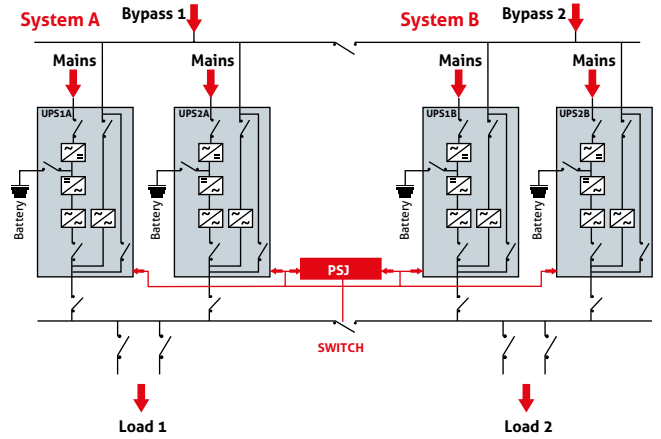 System A
Bypass 1
System B
Bypass 2
Mains
Mains
Mains
Mains
UPS1A
UPS2A
UPS1B
UPS2B
Battery
Battery
Battery
Battery
PSJ
SWITCH
Load 1
Load 2